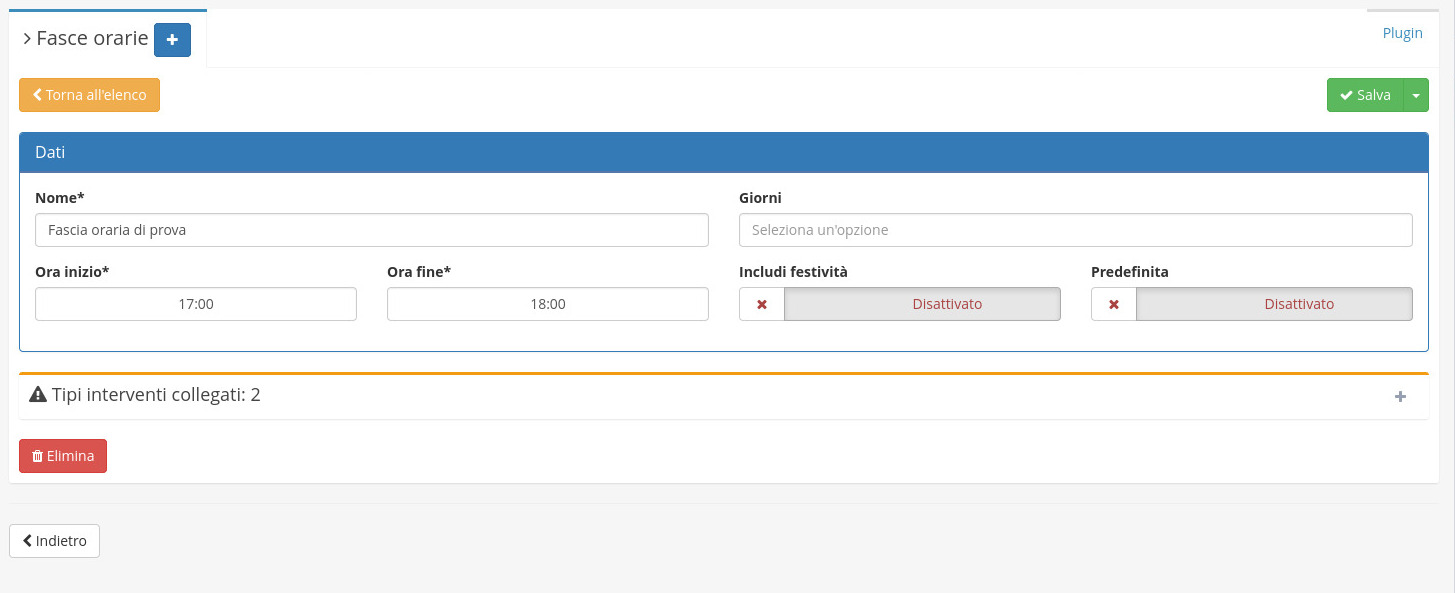 Fasce orarie
Plugin
Torna all'elenco
Salva
Dati
Nome*
Giorni
Fascia oraria di prova
Seleziona un'opzione
Ora inizio*
Ora fine*
Includi festività
Predefinita
17:00
18:00
Disattivato
Disattivato
Tipi interventi collegati: 2
Elimina
Indietro